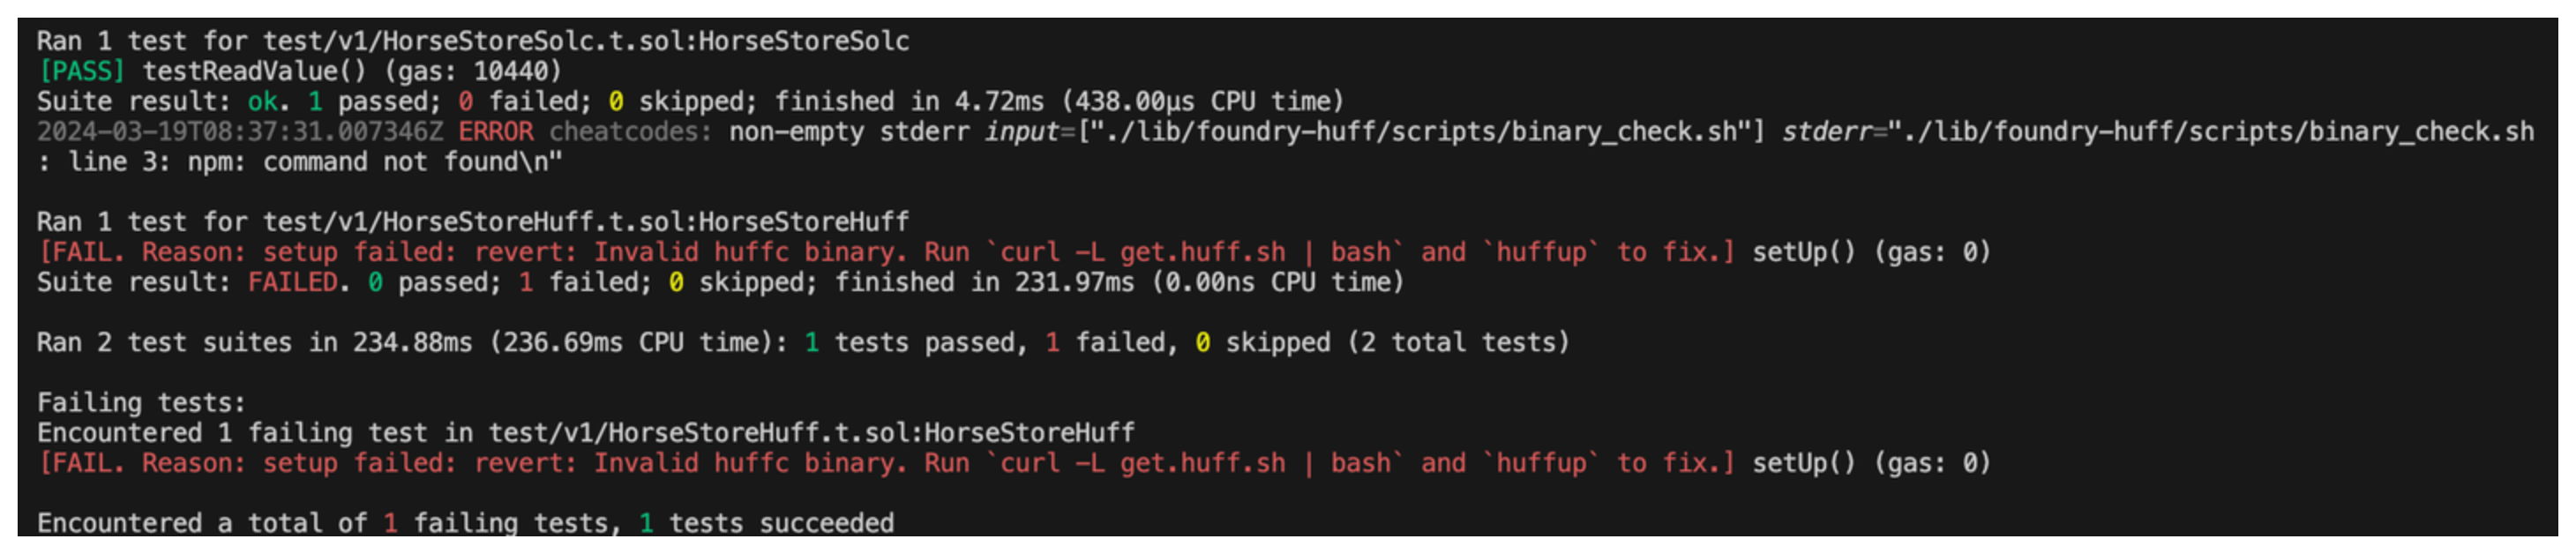 Ran 1 test for test/v1/HorseStoreSolc.t.sol:HorseStoreSolc
[PASS] testReadValue() (gas: 10440)
Suite result: ok. 1 passed; 0 failed; 0 skipped; finished in 4.72ms (438.00µs CPU time)
2024-03-19T08:37:31.007346Z ERROR cheatcodes: non-empty stderr input=["./lib/foundry-huff/scripts/binary_check.sh"] stderr="./lib/foundry-huff/scripts/binary_check.sh
: line 3: npm: command not found\n"
Ran 1 test for test/v1/HorseStoreHuff.t.sol:HorseStoreHuff
[FAIL. Reason: setup failed: revert: Invalid huffc binary. Run `curl -L get.huff.sh | bash` and `huffup` to fix.] setUp() (gas: 0)
Suite result: FAILED. 0 passed; 1 failed; 0 skipped; finished in 231.97ms (0.00ns CPU time)
Ran 2 test suites in 234.88ms (236.69ms CPU time): 1 tests passed, 1 failed, 0 skipped (2 total tests)
Failing tests:
Encountered 1 failing test in test/v1/HorseStoreHuff.t.sol:HorseStoreHuff
[FAIL. Reason: setup failed: revert: Invalid huffc binary. Run `curl -L get.huff.sh | bash` and `huffup` to fix.] setUp() (gas: 0)
Encountered a total of 1 failing tests, 1 tests succeeded